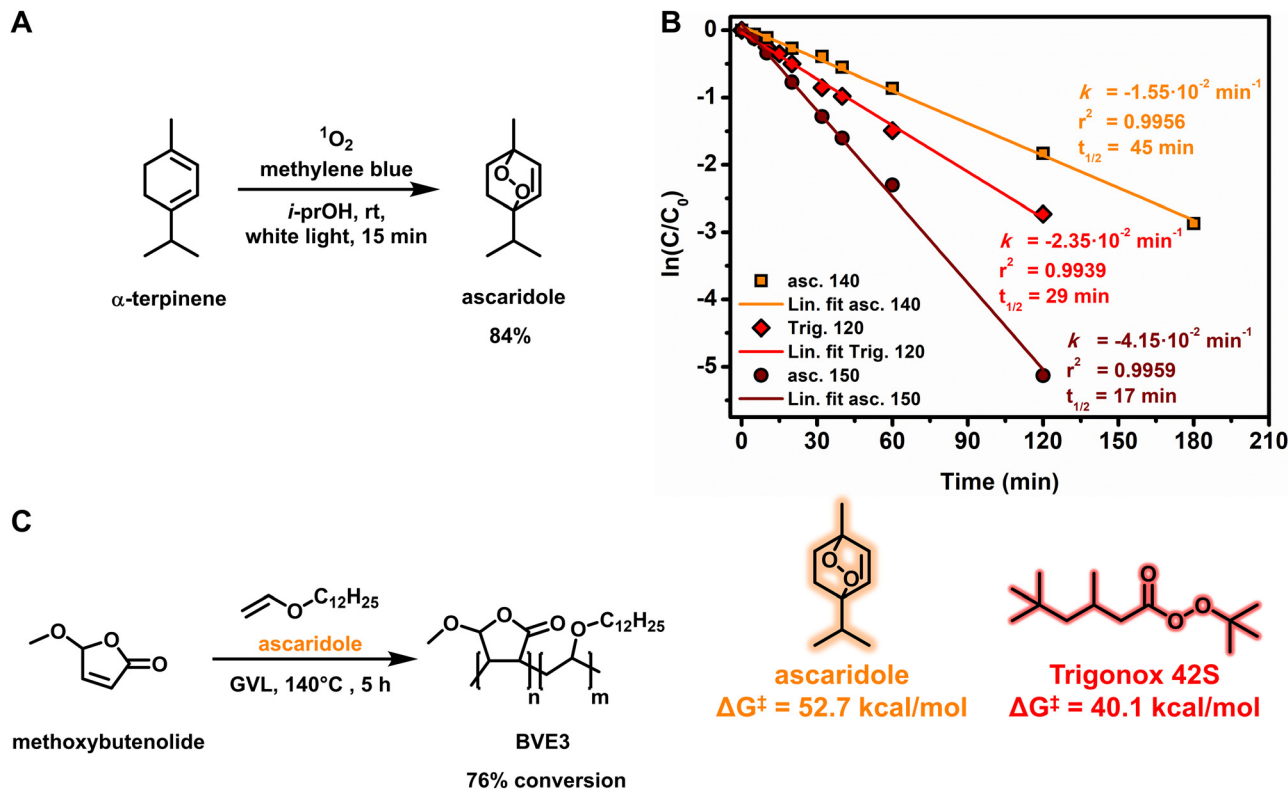 A
¹O₂
methylene blue
i-prOH, rt,
white light, 15 min
α-terpinene
O
O
ascaridole
84%
B
ln(C/C₀)
0
-1
-2
-3
-4
-5
0 30 60 90 120 150 180 210
Time (min)
k = -1.55·10⁻² min⁻¹
r² = 0.9956
t₁/₂ = 45 min
k = -2.35·10⁻² min⁻¹
r² = 0.9939
t₁/₂ = 29 min
k = -4.15·10⁻² min⁻¹
r² = 0.9959
t₁/₂ = 17 min
asc. 140
Lin. fit asc. 140
Trig. 120
Lin. fit Trig. 120
asc. 150
Lin. fit asc. 150
C
O O
O
methoxybutenolide
O C₁₂H₂₅
ascaridole
GVL, 140°C , 5 h
O O O
O C₁₂H₂₅
n m
BVE3
76% conversion
O
O
ascaridole
ΔG‡ = 52.7 kcal/mol
O
O O
Trigonox 42S
ΔG‡ = 40.1 kcal/mol